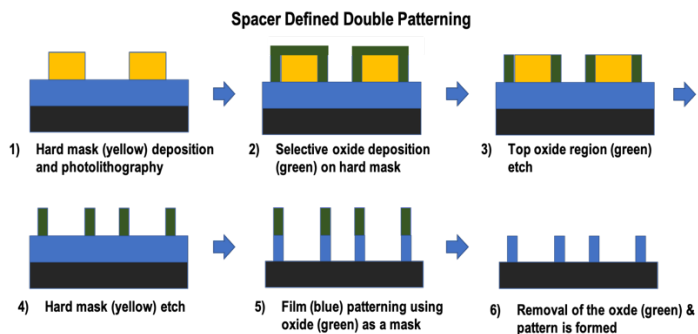 Spacer Defined Double Patterning
1) Hard mask (yellow) deposition
and photolithography
2) Selective oxide deposition
(green) on hard mask
3) Top oxide region (green)
etch
4) Hard mask (yellow) etch
5) Film (blue) patterning using
oxide (green) as a mask
6) Removal of the oxde (green) &
pattern is formed